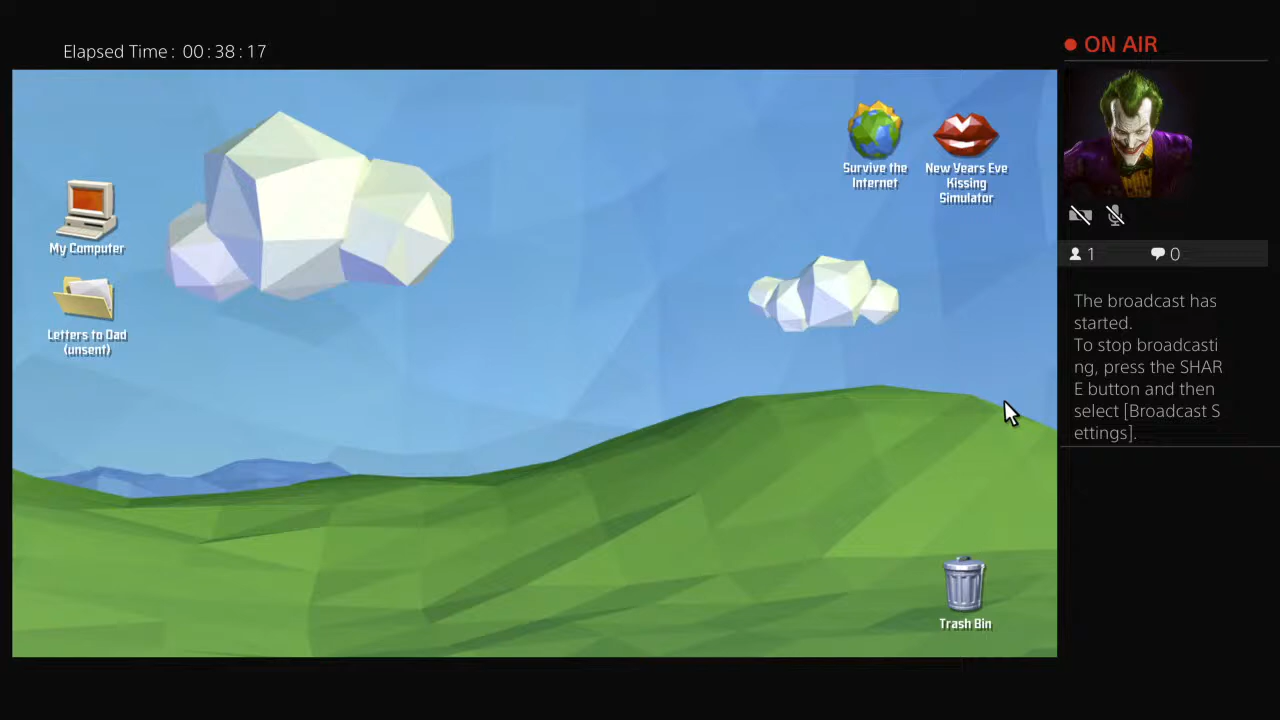 Elapsed Time: 00:38:17
ON AIR
Survive the
Internet
New Years Eve
Kissing
Simulator
My Computer
Letters to Dad
(unsent)
Trash Bin
1
0
The broadcast has
started.
To stop broadcasti
ng, press the SHAR
E button and then
select [Broadcast S
ettings].